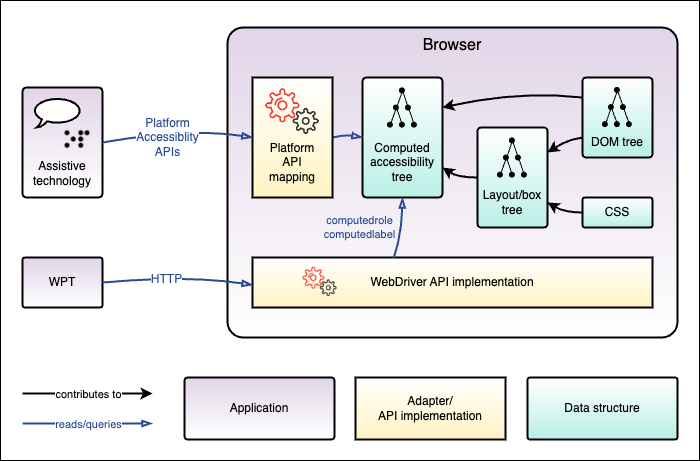 Browser
Assistive
technology
Platform
Accessiblity
APIs
Platform
API
mapping
Computed
accessibility
tree
DOM tree
Layout/box
tree
CSS
computedrole
computedlabel
WPT
HTTP
WebDriver API implementation
contributes to
reads/queries
Application
Adapter/
API implementation
Data structure